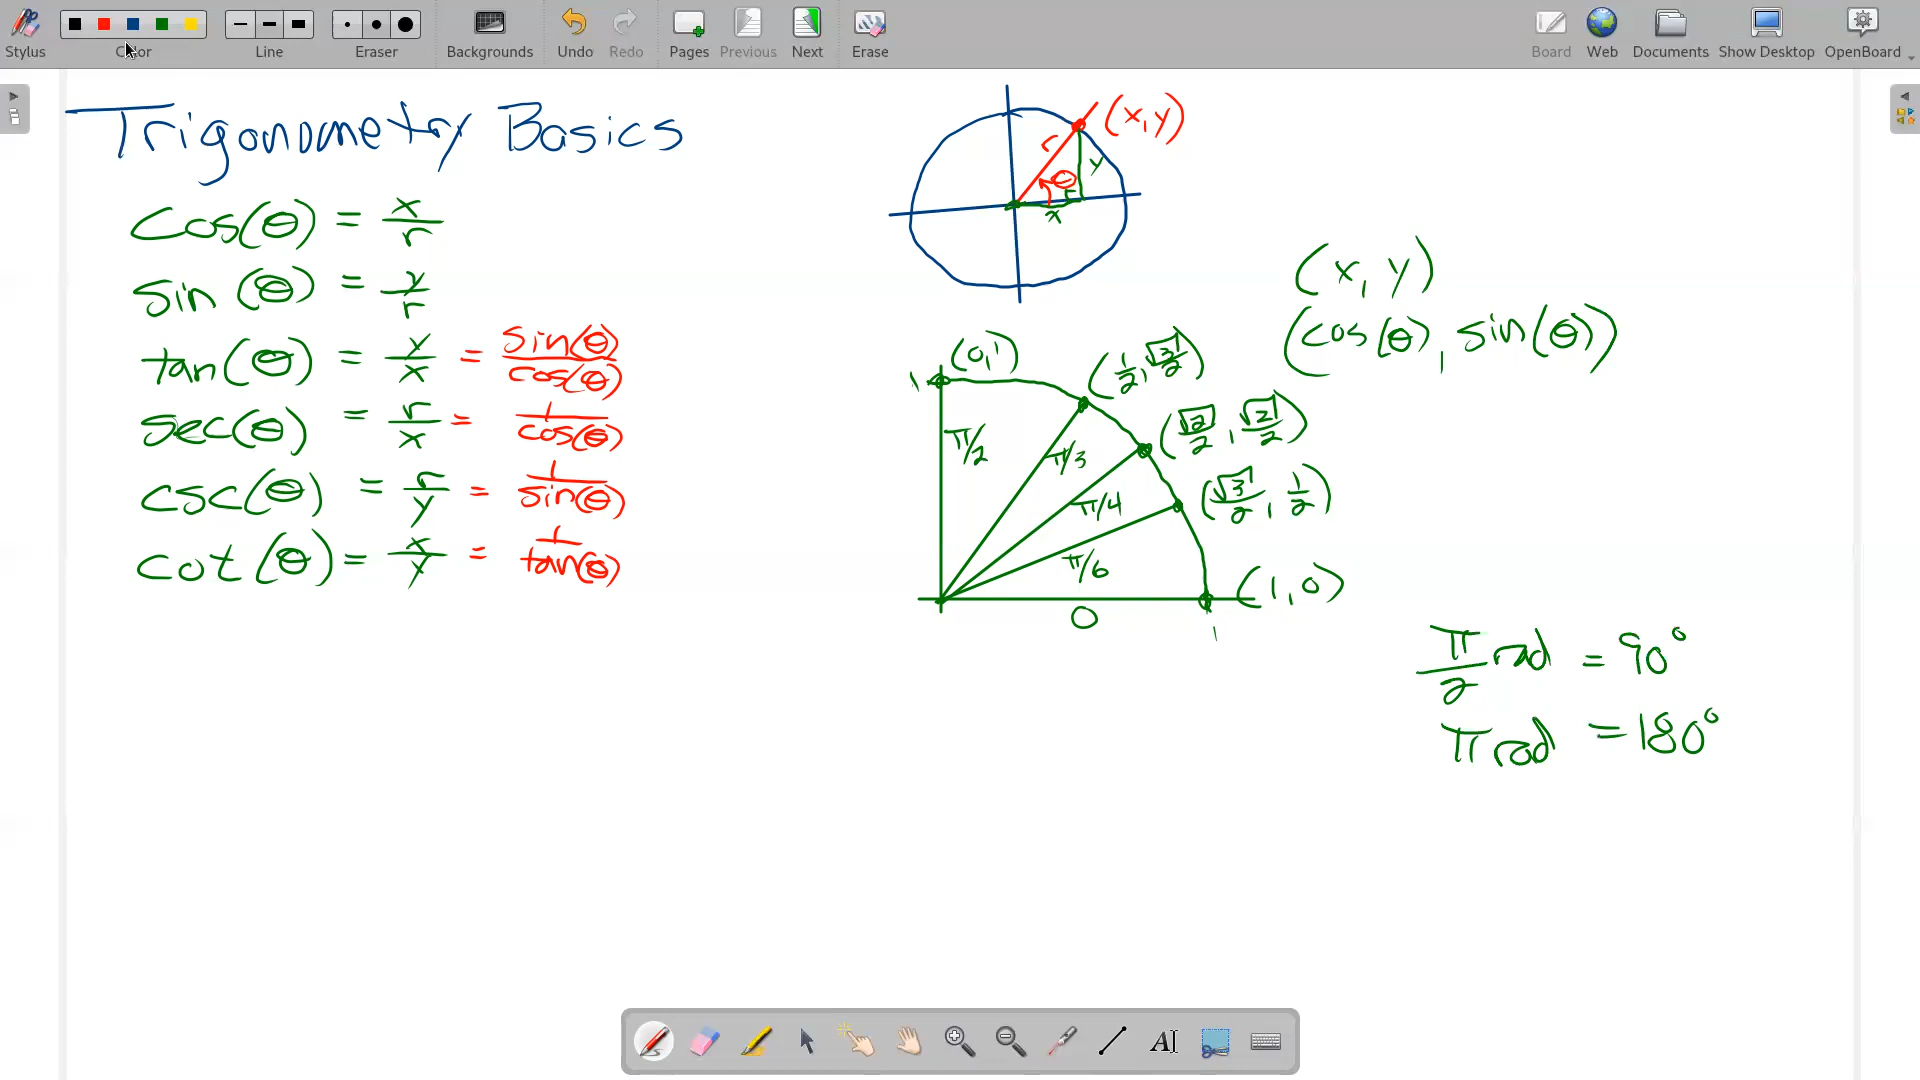 Stylus Color Line Eraser Backgrounds Undo Redo Pages Previous Next Erase Board Web Documents Show Desktop OpenBoard
Trigonometry Basics
cos(θ) = x/r
sin(θ) = y/r
tan(θ) = y/x = sin(θ)/cos(θ)
sec(θ) = r/x = 1/cos(θ)
csc(θ) = r/y = 1/sin(θ)
cot(θ) = x/y = 1/tan(θ)
(x,y)
r
θ
y
x
(x, y)
(cos(θ), sin(θ))
(0,1)
1
(1/2, √3/2)
(√2/2, √2/2)
(√3/2, 1/2)
(1,0)
π/2
π/3
π/4
π/6
0
1
π/2 rad = 90°
π rad = 180°
AI